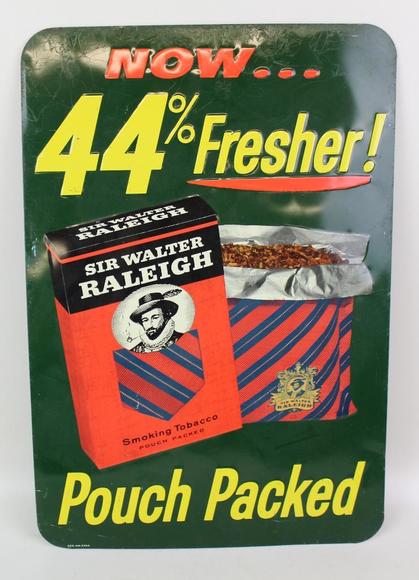 NOW...
44% Fresher!
SIR WALTER
RALEIGH
SIR WALTER
RALEIGH
Smoking Tobacco
POUCH PACKED
SIR WALTER
RALEIGH
Pouch Packed